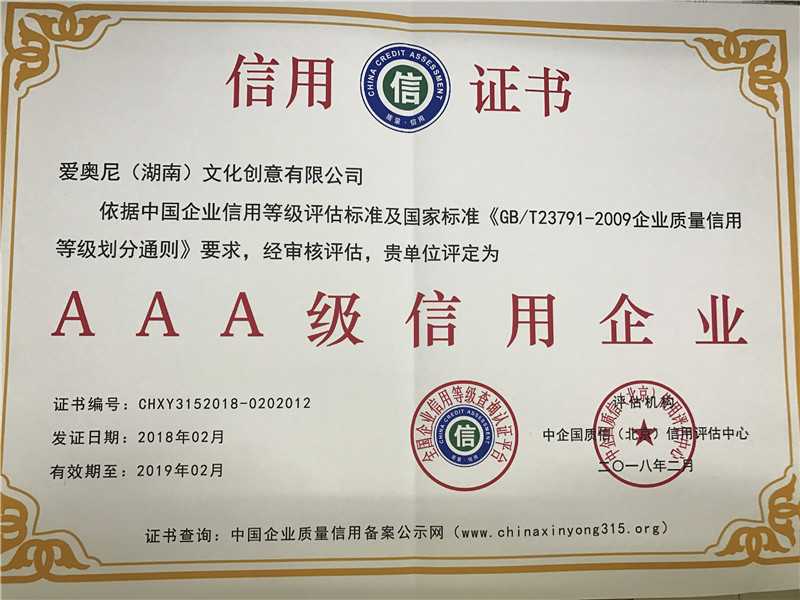 信用 证书
CHINA CREDIT ASSESSMENT
信
质量·信用
爱奥尼（湖南）文化创意有限公司
依据中国企业信用等级评估标准及国家标准《GB/T23791-2009企业质量信用
等级划分通则》要求，经审核评估，贵单位评定为
AAA级信用企业
证书编号：CHXY3152018-0202012
发证日期：2018年02月
有效期至：2019年02月
全国企业信用等级查询认证平台
CHINA CREDIT ASSESSMENT
信
质量·信用
评估机构
中企国质信（北京）信用评估中心
二〇一八年二月
证书查询：中国企业质量信用备案公示网（www.chinaxinyong315.org）